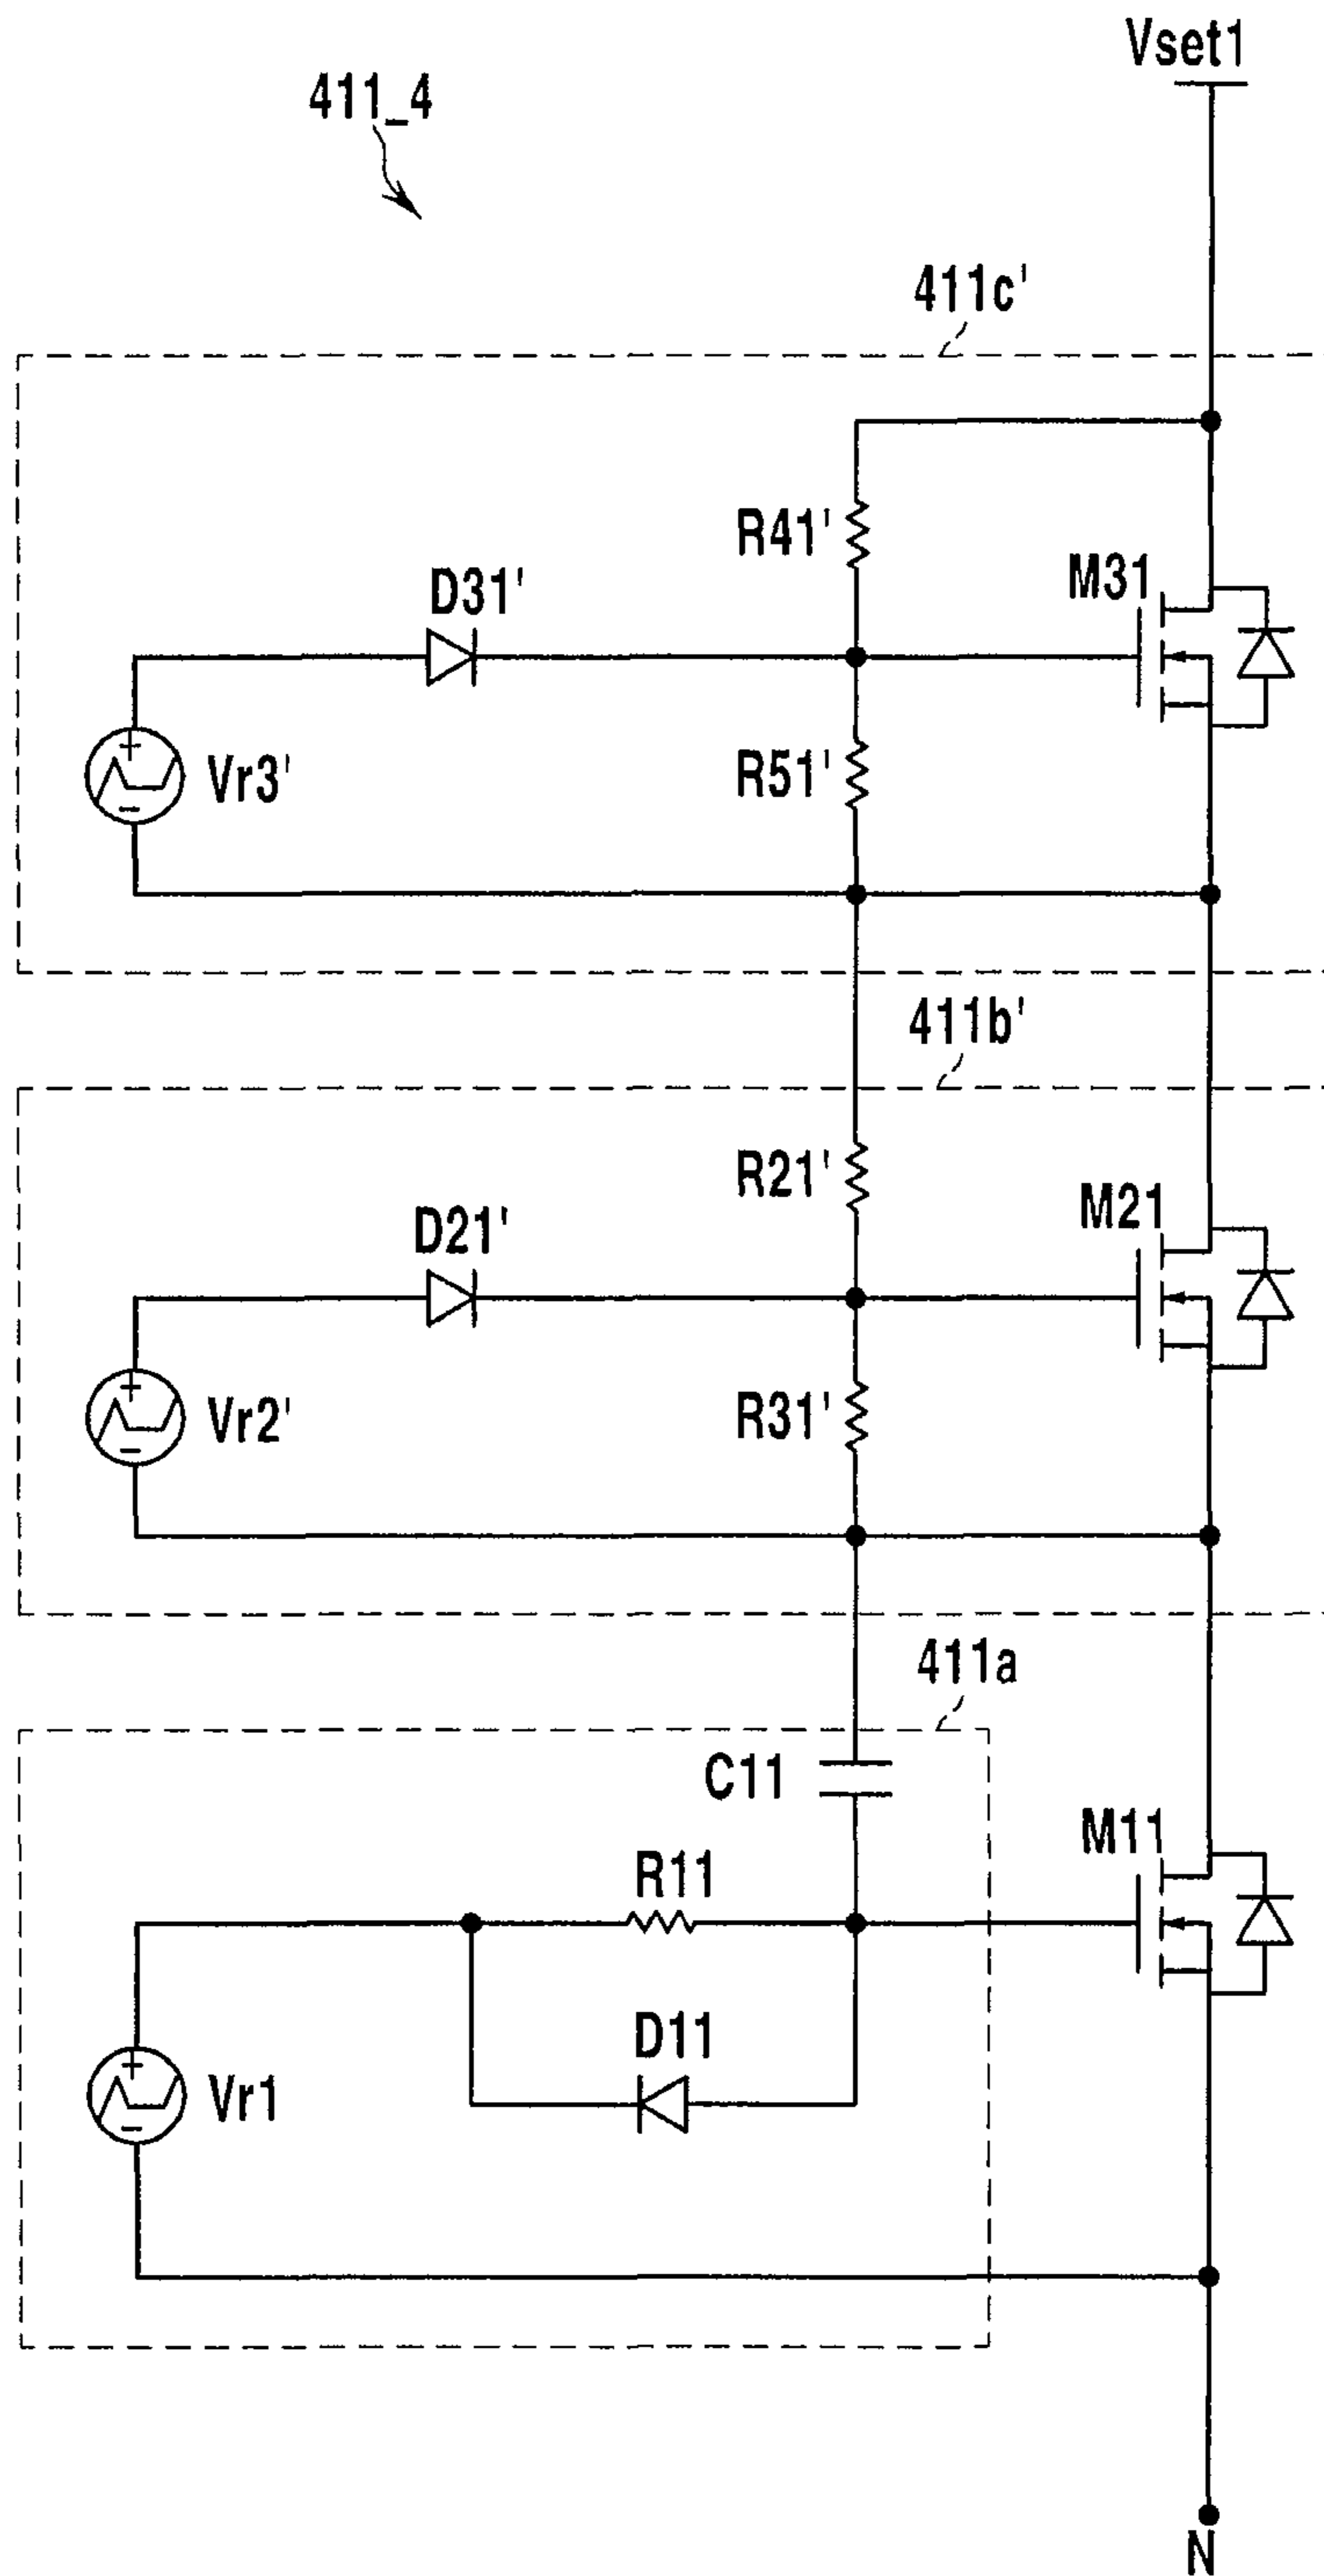 Vset1
411_4
411c'
R41'
M31
D31'
Vr3'
R51'
411b'
R21'
M21
D21'
Vr2'
R31'
411a
C11
M11
R11
D11
Vr1
N